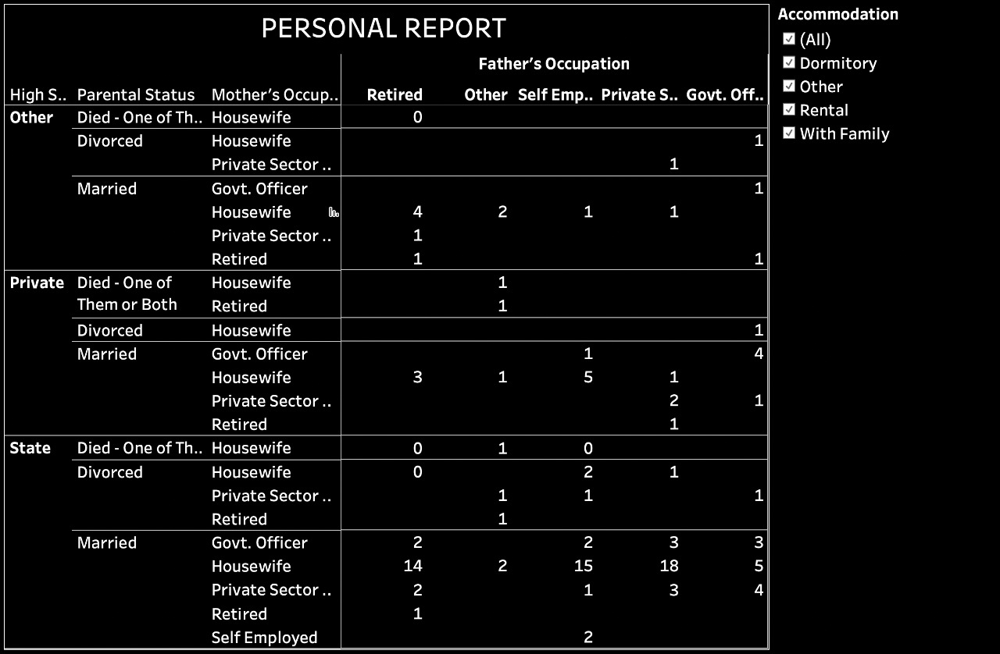 PERSONAL REPORT
Father's Occupation
High S.. Parental Status Mother's Occup.. Retired Other Self Emp.. Private S.. Govt. Off..
Other Died - One of Th.. Housewife 0
Divorced Housewife 1
Private Sector .. 1
Married Govt. Officer 1
Housewife 4 2 1 1
Private Sector .. 1
Retired 1 1
Private Died - One of Housewife 1
Them or Both Retired 1
Divorced Housewife 1
Married Govt. Officer 1 4
Housewife 3 1 5 1
Private Sector .. 2 1
Retired 1
State Died - One of Th.. Housewife 0 1 0
Divorced Housewife 0 2 1
Private Sector .. 1 1 1
Retired 1
Married Govt. Officer 2 2 3 3
Housewife 14 2 15 18 5
Private Sector .. 2 1 3 4
Retired 1
Self Employed 2
Accommodation
(All)
Dormitory
Other
Rental
With Family